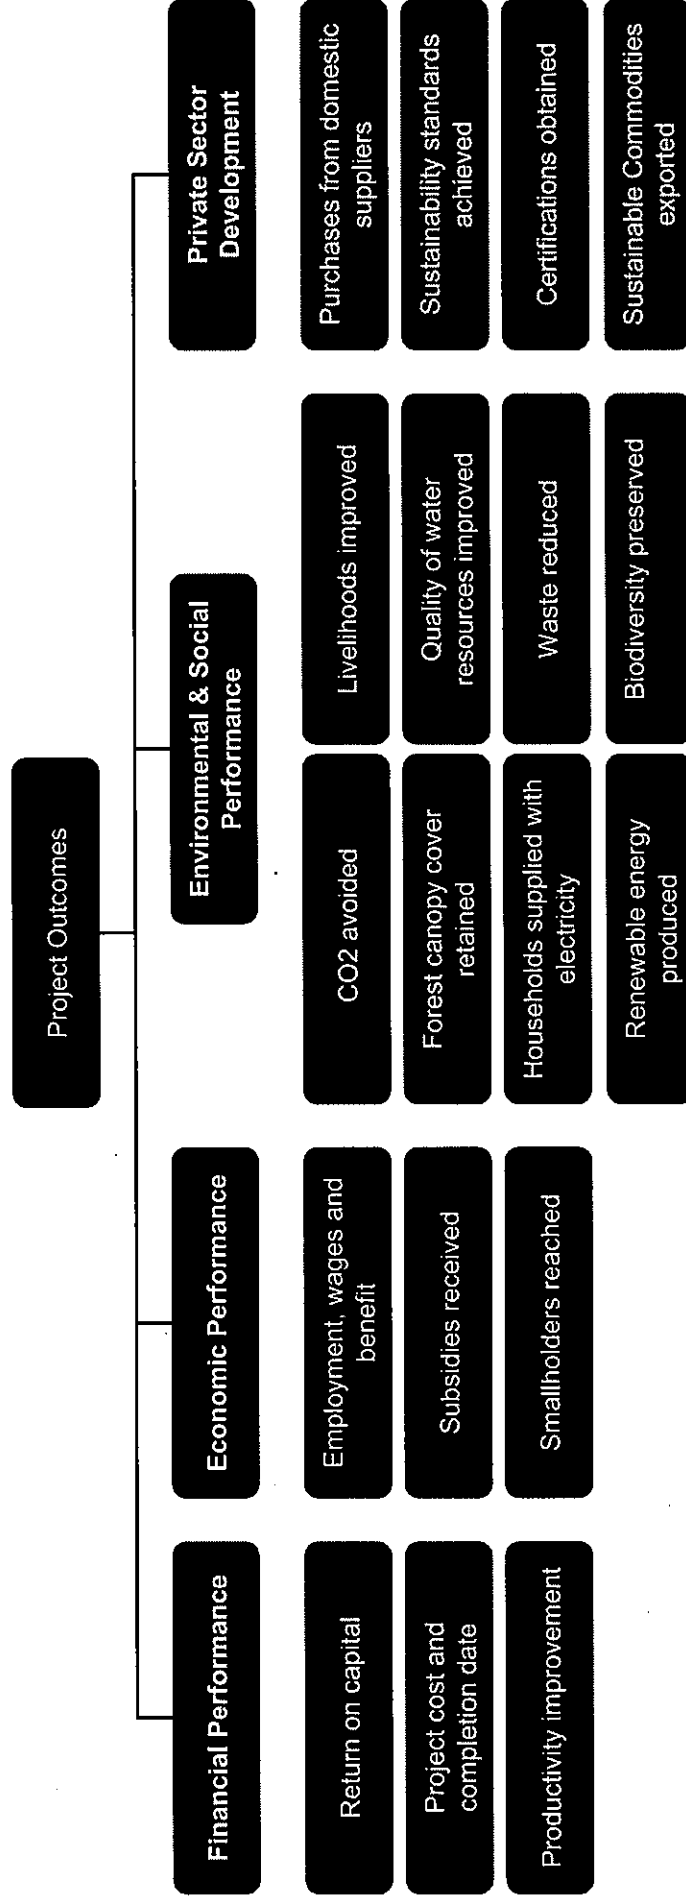 Project Outcomes
Financial Performance
Return on capital
Project cost and
completion date
Productivity improvement
Economic Performance
Employment, wages and
benefit
Subsidies received
Smallholders reached
Environmental & Social
Performance
CO2 avoided
Forest canopy cover
retained
Households supplied with
electricity
Renewable energy
produced
Livelihoods improved
Quality of water
resources improved
Waste reduced
Biodiversity preserved
Private Sector
Development
Purchases from domestic
suppliers
Sustainability standards
achieved
Certifications obtained
Sustainable Commodities
exported